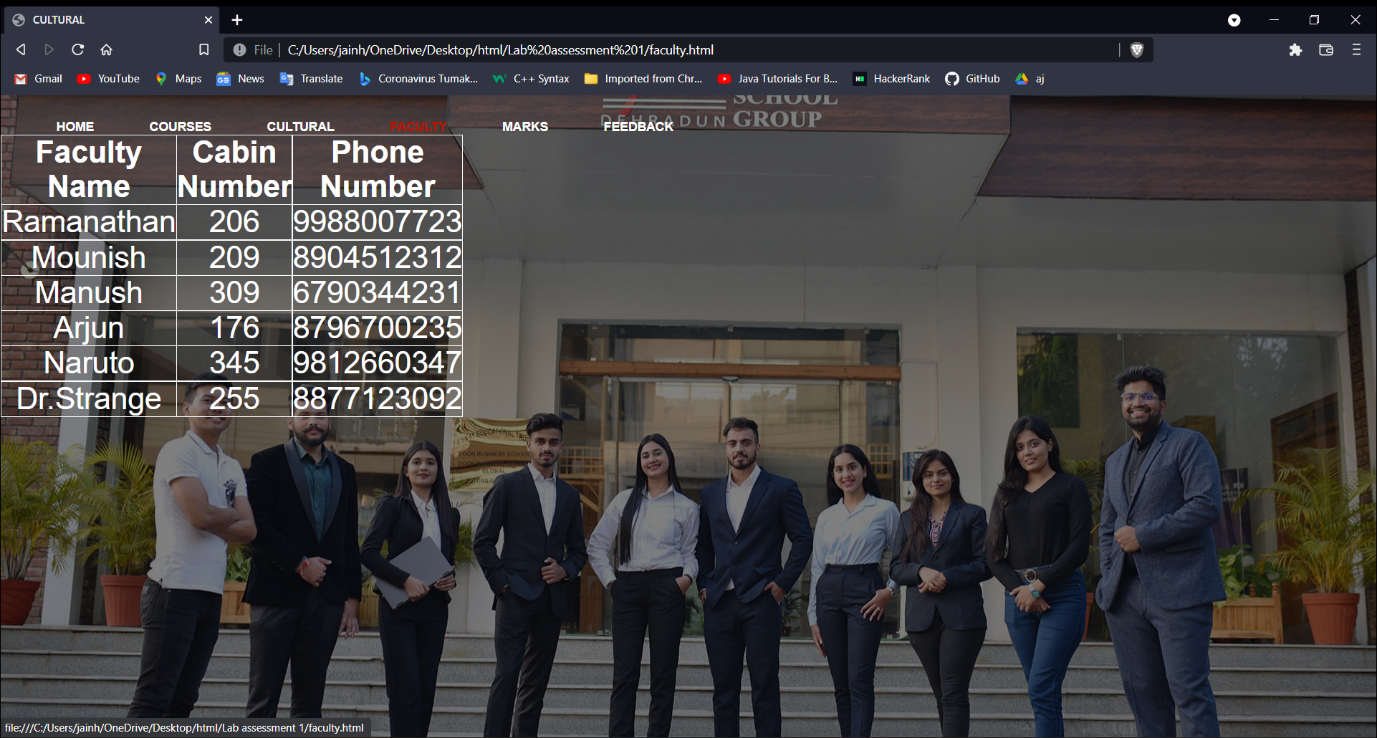 CULTURAL
File C:/Users/jainh/OneDrive/Desktop/html/Lab%20assessment%201/faculty.html
Gmail YouTube Maps News Translate Coronavirus Tumak... C++ Syntax Imported from Chr... Java Tutorials For B... HackerRank GitHub aj
SCHOOL
DEHRADUN GROUP
HOME COURSES CULTURAL FACULTY MARKS FEEDBACK
Faculty Cabin Phone
Name Number Number
Ramanathan 206 9988007723
Mounish 209 8904512312
Manush 309 6790344231
Arjun 176 8796700235
Naruto 345 9812660347
Dr.Strange 255 8877123092
GLOBAL
file:///C:/Users/jainh/OneDrive/Desktop/html/Lab assessment 1/faculty.html